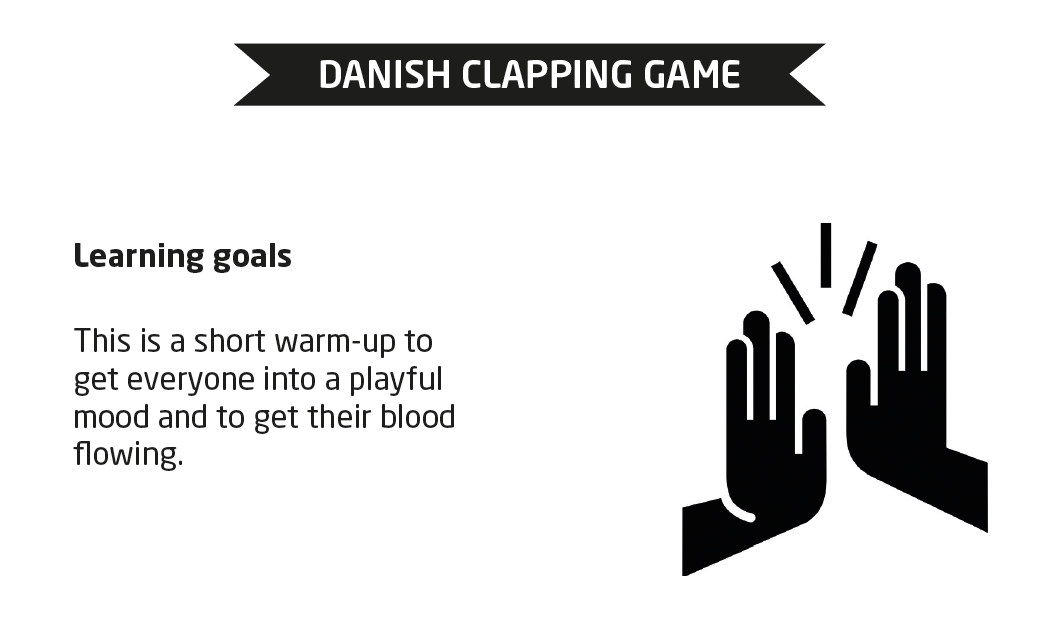 DANISH CLAPPING GAME
Learning goals
This is a short warm-up to
get everyone into a playful
mood and to get their blood
flowing.